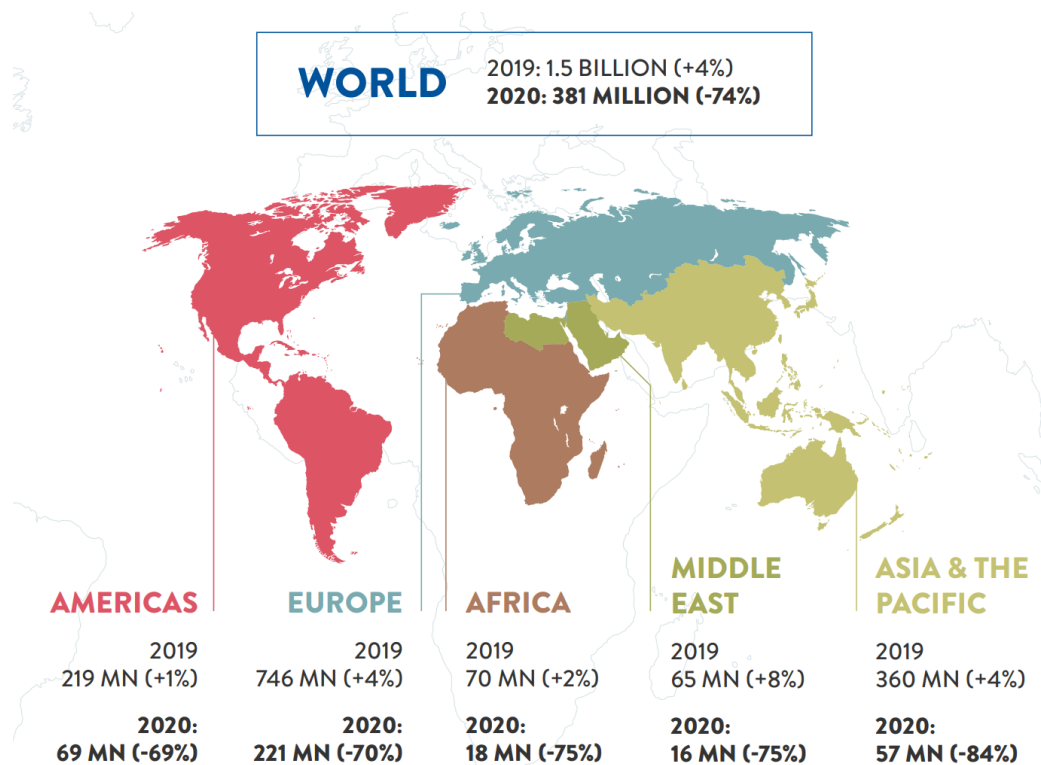 WORLD
2019: 1.5 BILLION (+4%)
2020: 381 MILLION (-74%)
AMERICAS
2019
219 MN (+1%)
2020:
69 MN (-69%)
EUROPE
2019
746 MN (+4%)
2020:
221 MN (-70%)
AFRICA
2019
70 MN (+2%)
2020:
18 MN (-75%)
MIDDLE
EAST
2019
65 MN (+8%)
2020:
16 MN (-75%)
ASIA & THE
PACIFIC
2019
360 MN (+4%)
2020:
57 MN (-84%)